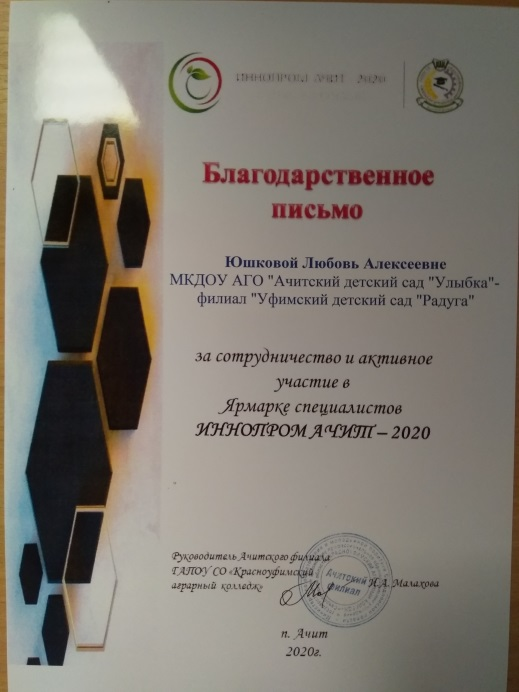 ИННОПРОМ АЧИТ - 2020
Благодарственное
письмо
Юшковой Любовь Алексеевне
МКДОУ АГО "Ачитский детский сад "Улыбка"-
филиал "Уфимский детский сад "Радуга"
за сотрудничество и активное
участие в
Ярмарке специалистов
ИННОПРОМ АЧИТ – 2020
Руководитель Ачитского филиала
ГАПОУ СО «Красноуфимский
аграрный колледж»
Н.А. Малахова
Ачитский
филиал
п. Ачит
2020г.